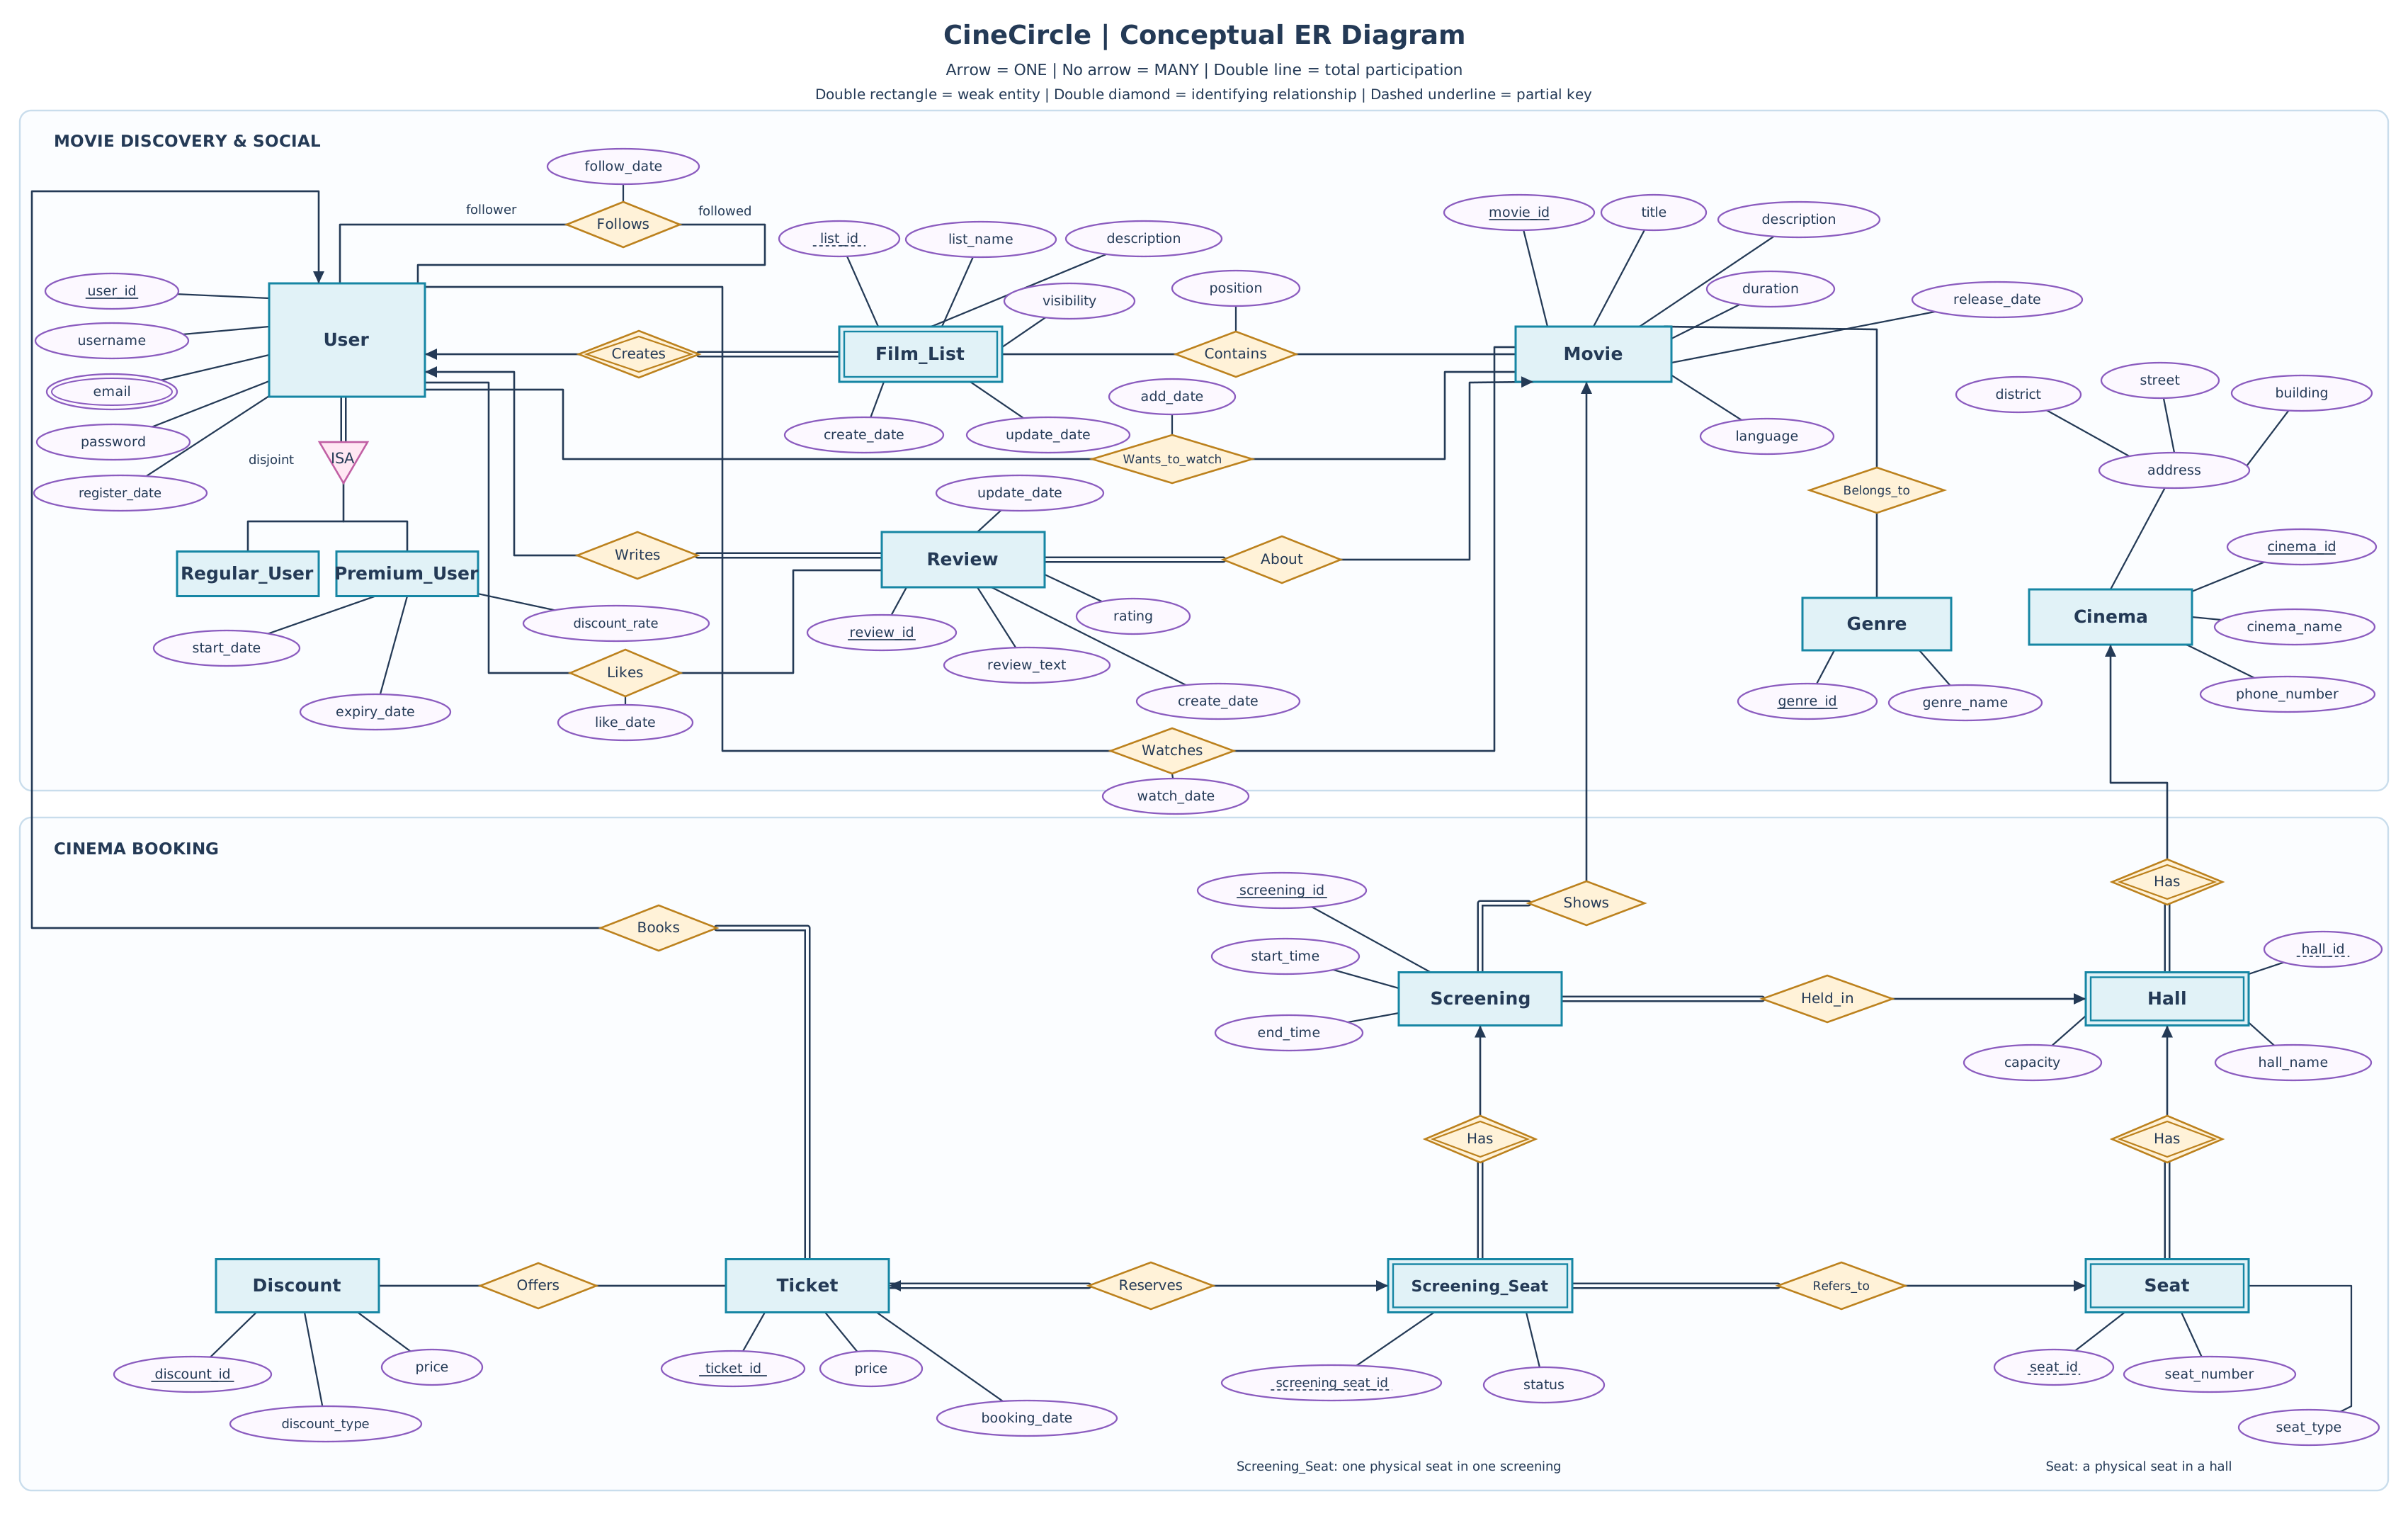 CineCircle | Conceptual ER Diagram
Arrow = ONE | No arrow = MANY | Double line = total participation
Double rectangle = weak entity | Double diamond = identifying relationship | Dashed underline = partial key
MOVIE DISCOVERY & SOCIAL
follow_date
follower
Follows
followed
list_id
list_name
description
movie_id
title
description
user_id
username
email
password
register_date
User
Creates
Film_List
visibility
position
Contains
Movie
duration
release_date
language
create_date
update_date
add_date
Wants_to_watch
district
street
building
address
disjoint
ISA
Regular_User
Premium_User
start_date
expiry_date
discount_rate
Writes
update_date
Review
About
rating
review_id
review_text
create_date
Likes
like_date
Watches
watch_date
Belongs_to
Genre
genre_id
genre_name
Cinema
cinema_id
cinema_name
phone_number
CINEMA BOOKING
Books
screening_id
start_time
end_time
Screening
Shows
Held_in
Has
hall_id
Hall
capacity
hall_name
Has
Has
Discount
Offers
Ticket
Reserves
Screening_Seat
Refers_to
Seat
discount_id
price
discount_type
ticket_id
price
booking_date
screening_seat_id
status
seat_id
seat_number
seat_type
Screening_Seat: one physical seat in one screening
Seat: a physical seat in a hall